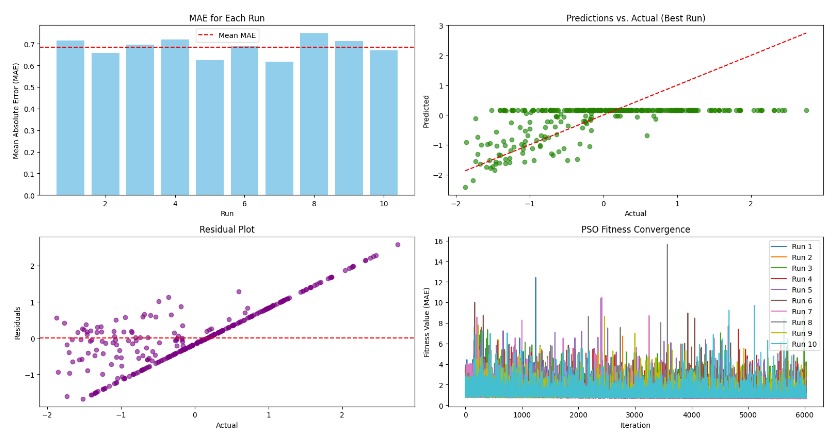 MAE for Each Run
Mean Absolute Error (MAE)
0.7
0.6
0.5
0.4
0.3
0.2
0.1
0.0
Mean MAE
2
4
6
8
10
Run
Predictions vs. Actual (Best Run)
Predicted
3
2
1
0
−1
−2
−2
−1
0
1
2
Actual
Residual Plot
Residuals
2
1
0
−1
−2
−1
0
1
2
Actual
PSO Fitness Convergence
Fitness Value (MAE)
16
14
12
10
8
6
4
2
0
Run 1
Run 2
Run 3
Run 4
Run 5
Run 6
Run 7
Run 8
Run 9
Run 10
0
1000
2000
3000
4000
5000
6000
Iteration